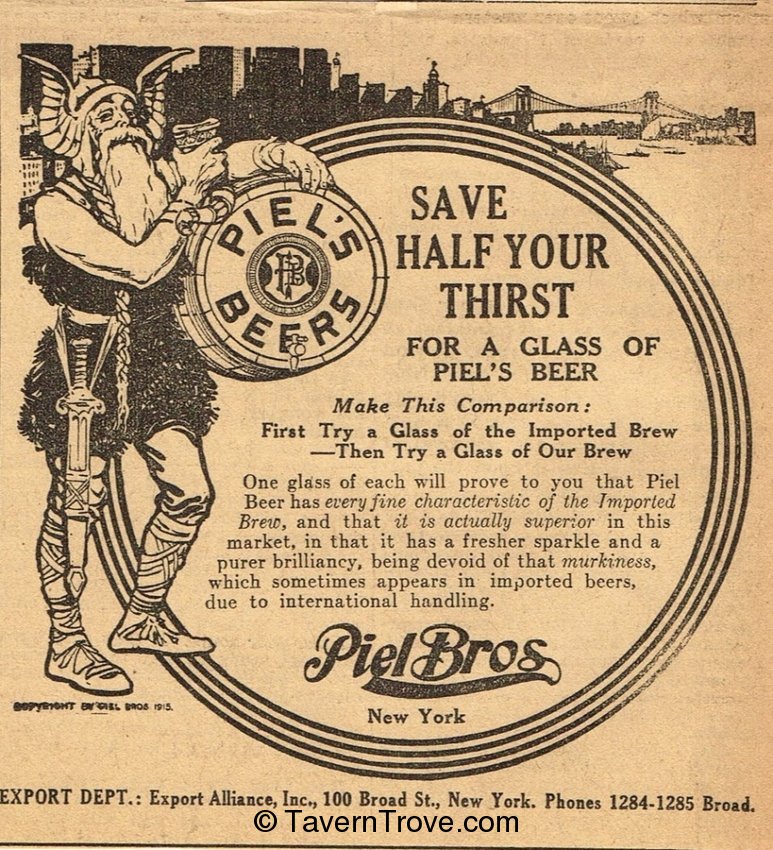 PIEL'S
BEERS
PB
SAVE
HALF YOUR
THIRST
FOR A GLASS OF
PIEL'S BEER
Make This Comparison:
First Try a Glass of the Imported Brew
—Then Try a Glass of Our Brew
One glass of each will prove to you that Piel
Beer has every fine characteristic of the Imported
Brew, and that it is actually superior in this
market, in that it has a fresher sparkle and a
purer brilliancy, being devoid of that murkiness,
which sometimes appears in imported beers,
due to international handling.
Piel Bros.
New York
COPYRIGHT BY PIEL BROS 1915.
EXPORT DEPT.: Export Alliance, Inc., 100 Broad St., New York. Phones 1284-1285 Broad.
© TavernTrove.com